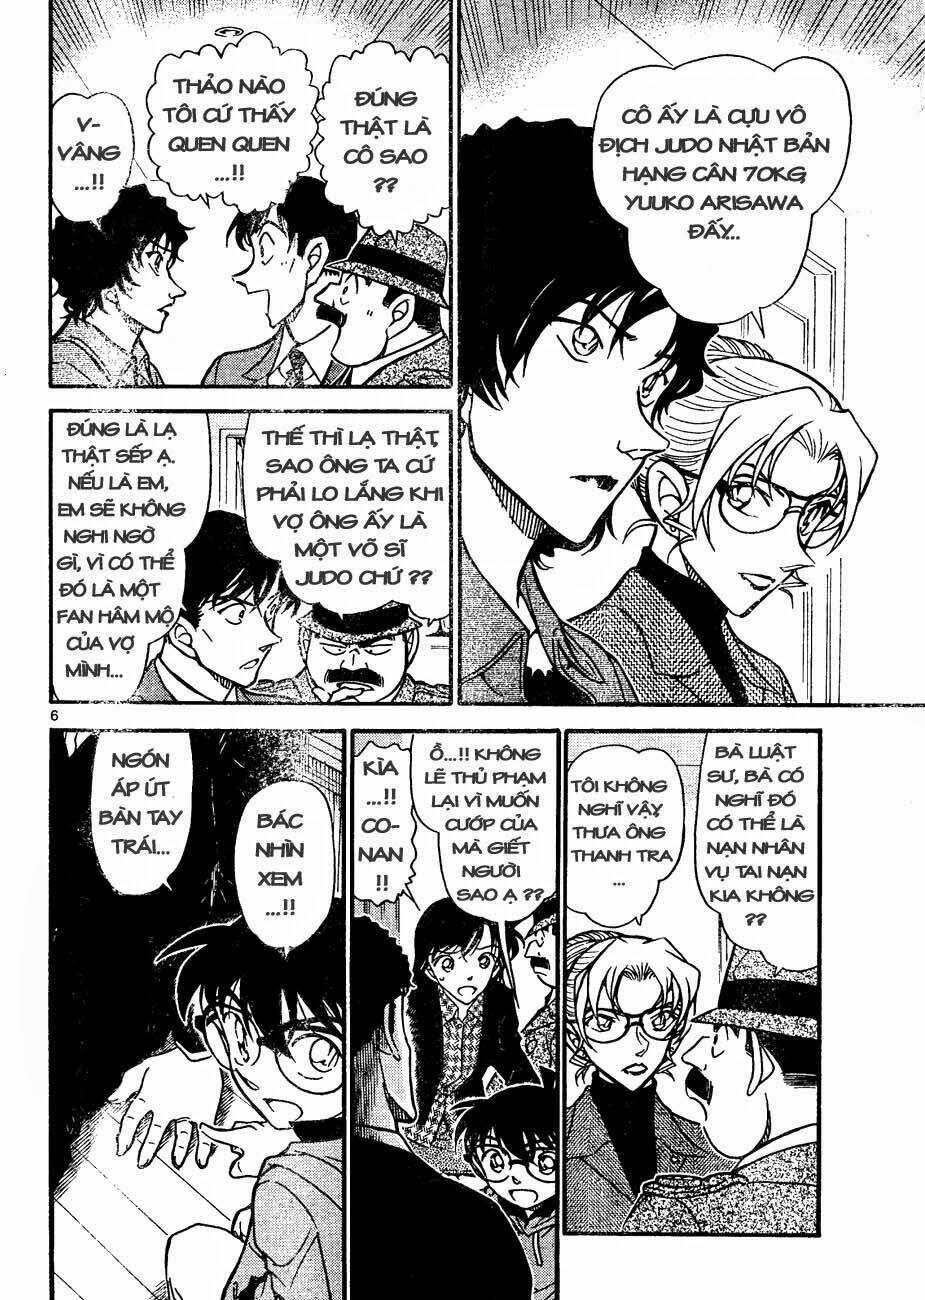 CÔ ẤY LÀ CỰU VÔ
ĐỊCH JUDO NHẬT BẢN
HẠNG CÂN 70KG,
YUUKO ARISAWA
ĐẤY...
ĐÚNG
THẬT LÀ
CÔ SAO
??
THẢO NÀO
TÔI CỨ THẤY
QUEN QUEN
...!!
V-
VÂNG
...!!
THẾ THÌ LẠ THẬT,
SAO ÔNG TA CỨ
PHẢI LO LẮNG KHI
VỢ ÔNG ẤY LÀ
MỘT VÕ SĨ
JUDO CHỨ ??
ĐÚNG LÀ LẠ
THẬT SẾP Ạ.
NẾU LÀ EM,
EM SẼ KHÔNG
NGHI NGỜ
GÌ, VÌ CÓ THỂ
ĐÓ LÀ MỘT
FAN HÂM MỘ
CỦA VỢ
MÌNH...
6
BÀ LUẬT
SƯ, BÀ CÓ
NGHĨ ĐÓ
CÓ THỂ LÀ
NẠN NHÂN
VỤ TAI NẠN
KIA KHÔNG
??
TÔI KHÔNG
NGHĨ VẬY,
THƯA ÔNG
THANH TRA
...
Ồ...!! KHÔNG
LẼ THỦ PHẠM
LẠI VÌ MUỐN
CƯỚP CỦA
MÀ GIẾT
NGƯỜI
SAO Ạ ??
KÌA
...!!
CO-
NAN
!!
BÁC
NHÌN
XEM
...!!
NGÓN
ÁP ÚT
BÀN TAY
TRÁI...